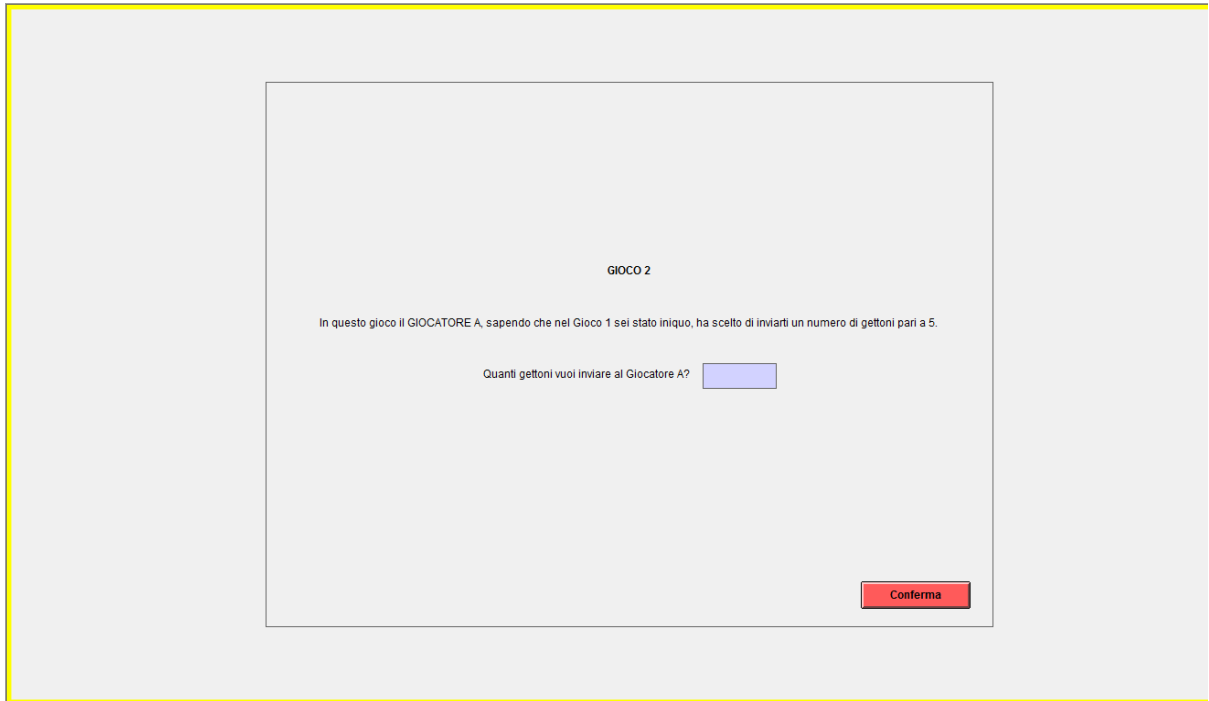 GIOCO 2
In questo gioco il GIOCATORE A, sapendo che nel Gioco 1 sei stato iniquo, ha scelto di inviarti un numero di gettoni pari a 5.
Quanti gettoni vuoi inviare al Giocatore A?
Conferma